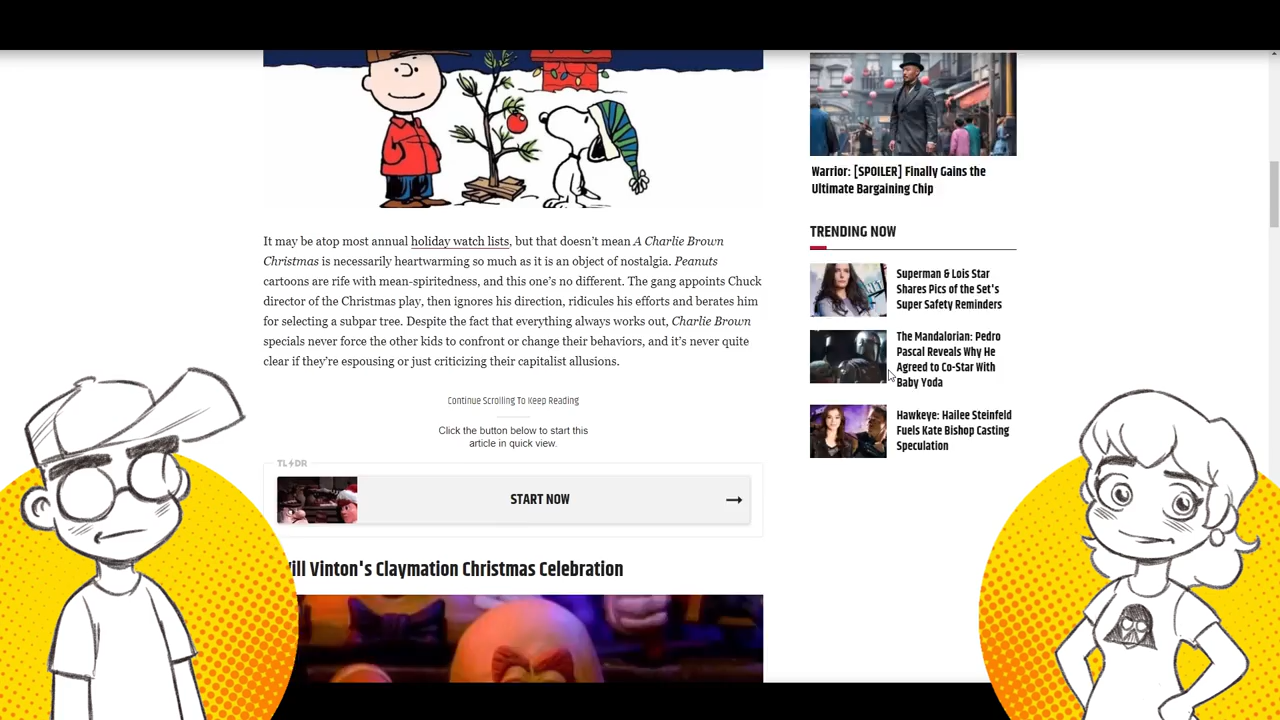 It may be atop most annual holiday watch lists, but that doesn't mean A Charlie Brown
Christmas is necessarily heartwarming so much as it is an object of nostalgia. Peanuts
cartoons are rife with mean-spiritedness, and this one's no different. The gang appoints Chuck
director of the Christmas play, then ignores his direction, ridicules his efforts and berates him
for selecting a subpar tree. Despite the fact that everything always works out, Charlie Brown
specials never force the other kids to confront or change their behaviors, and it's never quite
clear if they're espousing or just criticizing their capitalist allusions.
Continue Scrolling To Keep Reading
Click the button below to start this
article in quick view.
TL DR
START NOW
ill Vinton's Claymation Christmas Celebration
Warrior: [SPOILER] Finally Gains the
Ultimate Bargaining Chip
TRENDING NOW
Superman & Lois Star
Shares Pics of the Set's
Super Safety Reminders
The Mandalorian: Pedro
Pascal Reveals Why He
Agreed to Co-Star With
Baby Yoda
Hawkeye: Hailee Steinfeld
Fuels Kate Bishop Casting
Speculation